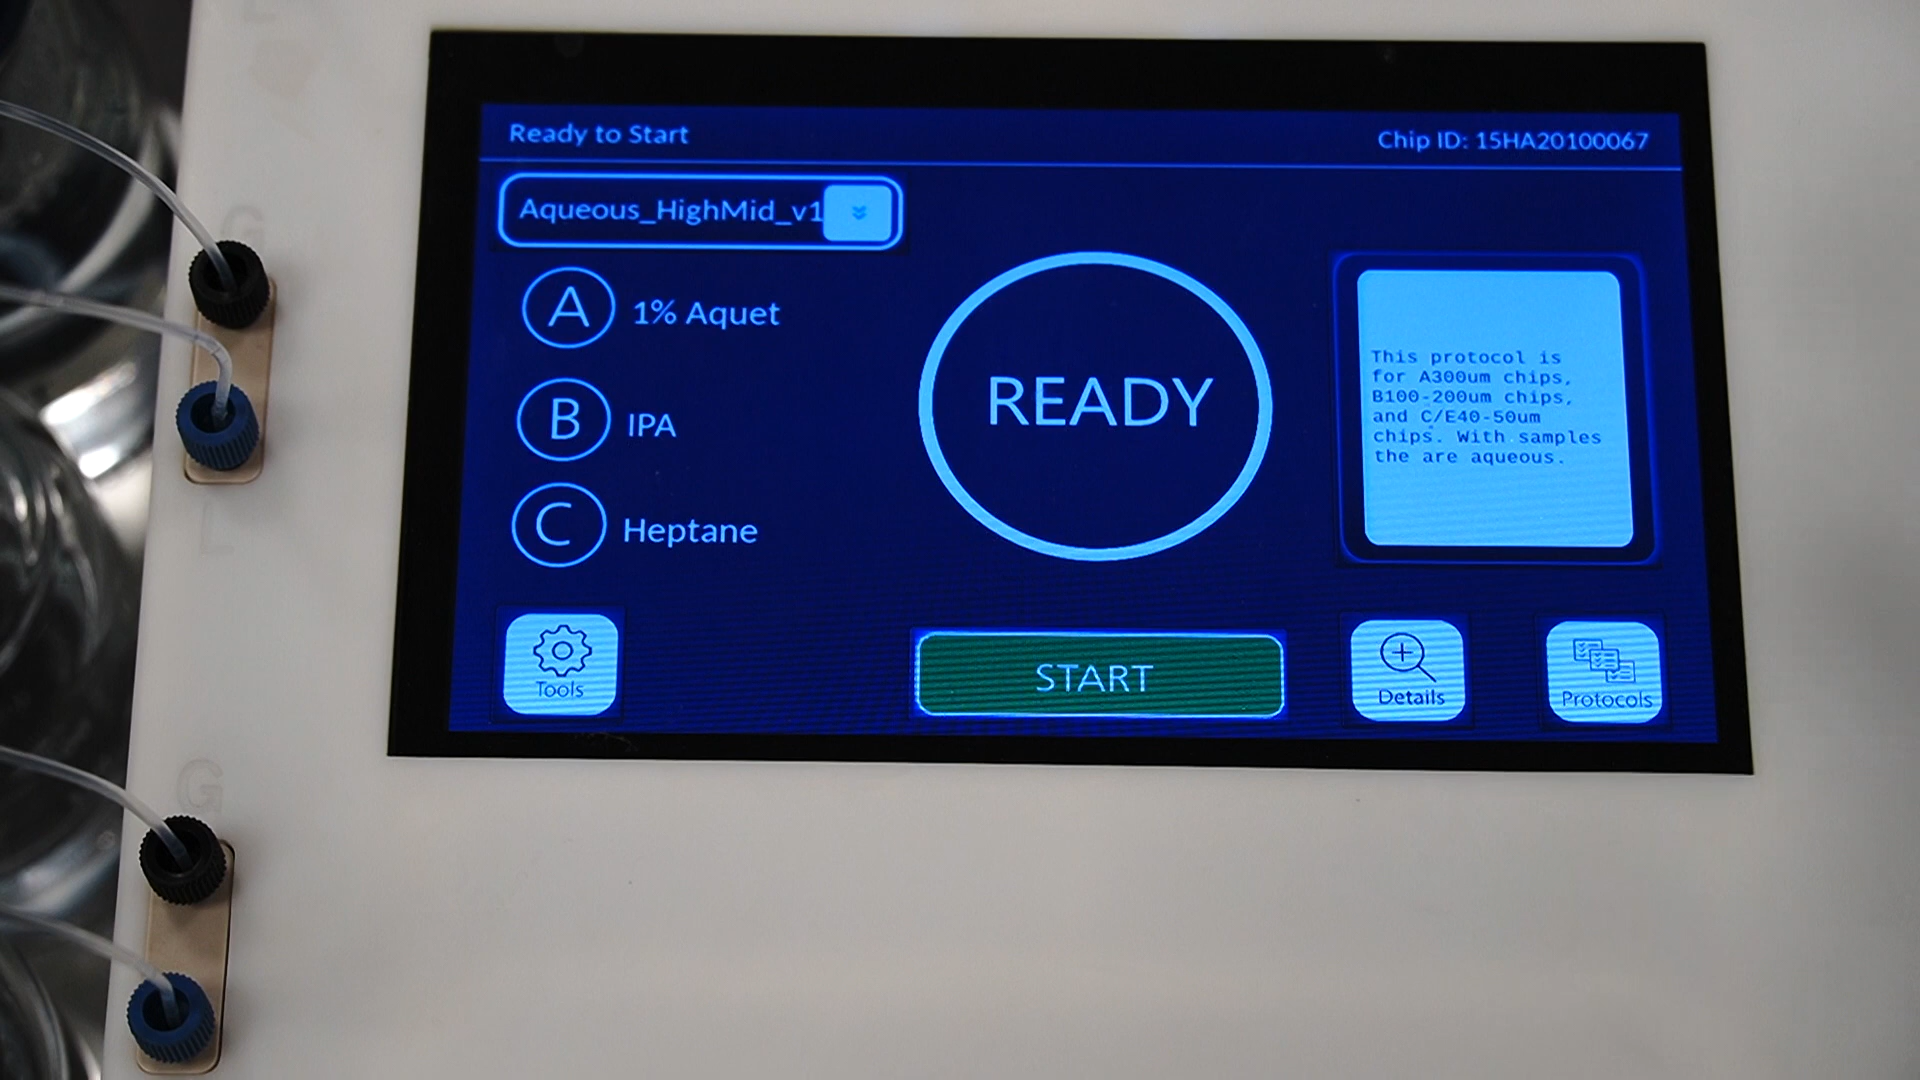 Ready to Start
Chip ID: 15HA20100067
Aqueous_HighMid_v1
A 1% Aquet
B IPA
C Heptane
READY
This protocol is
for A300um chips,
B100-200um chips,
and C/E40-50um
chips. With samples
the are aqueous.
Tools
START
Details
Protocols
G
L
G